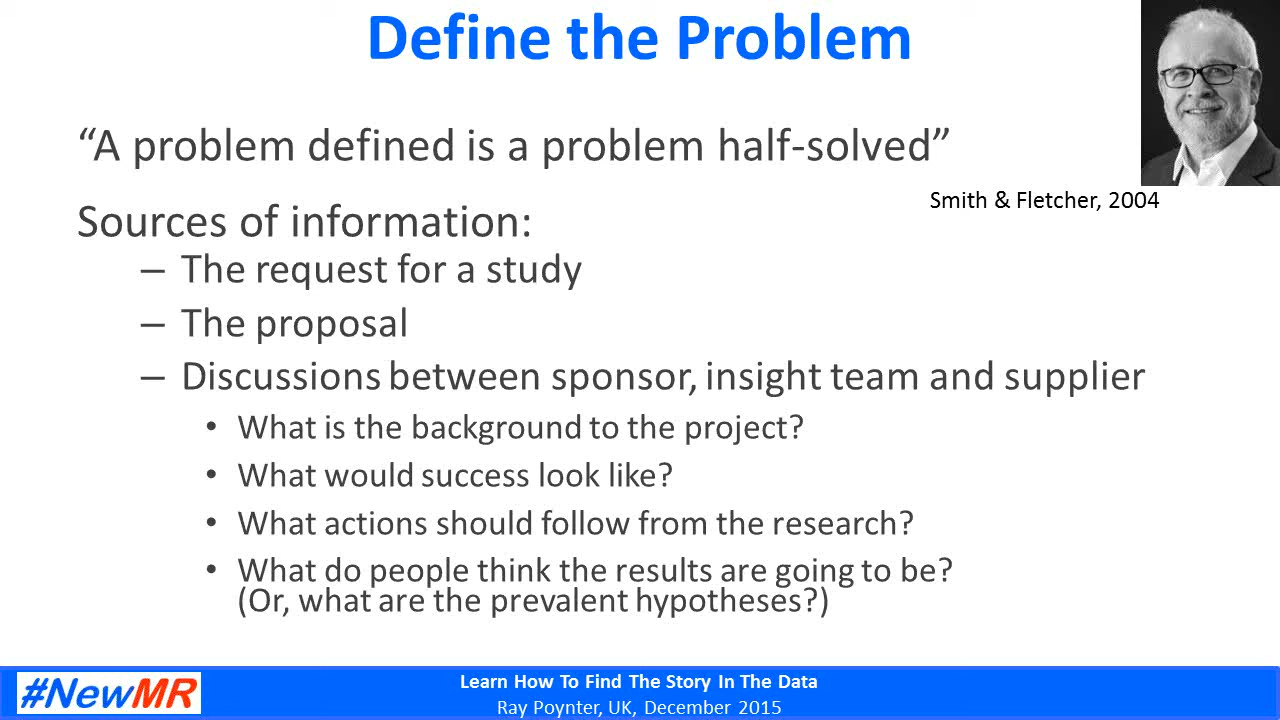 Define the Problem
“A problem defined is a problem half-solved”
Smith & Fletcher, 2004
Sources of information:
– The request for a study
– The proposal
– Discussions between sponsor, insight team and supplier
• What is the background to the project?
• What would success look like?
• What actions should follow from the research?
• What do people think the results are going to be?
(Or, what are the prevalent hypotheses?)
#NewMR
Learn How To Find The Story In The Data
Ray Poynter, UK, December 2015